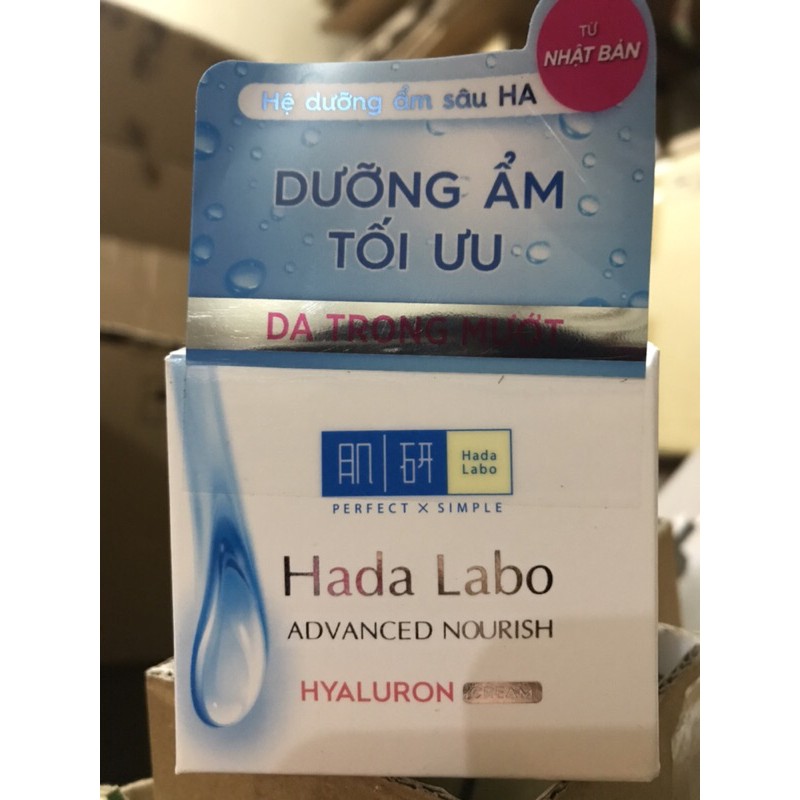 TỪ
NHẬT BẢN
Hệ dưỡng ẩm sâu HA
DƯỠNG ẨM
TỐI ƯU
DA TRONG MƯỚT
肌研
Hada
Labo
PERFECT X SIMPLE
Hada Labo
ADVANCED NOURISH
HYALURON CREAM